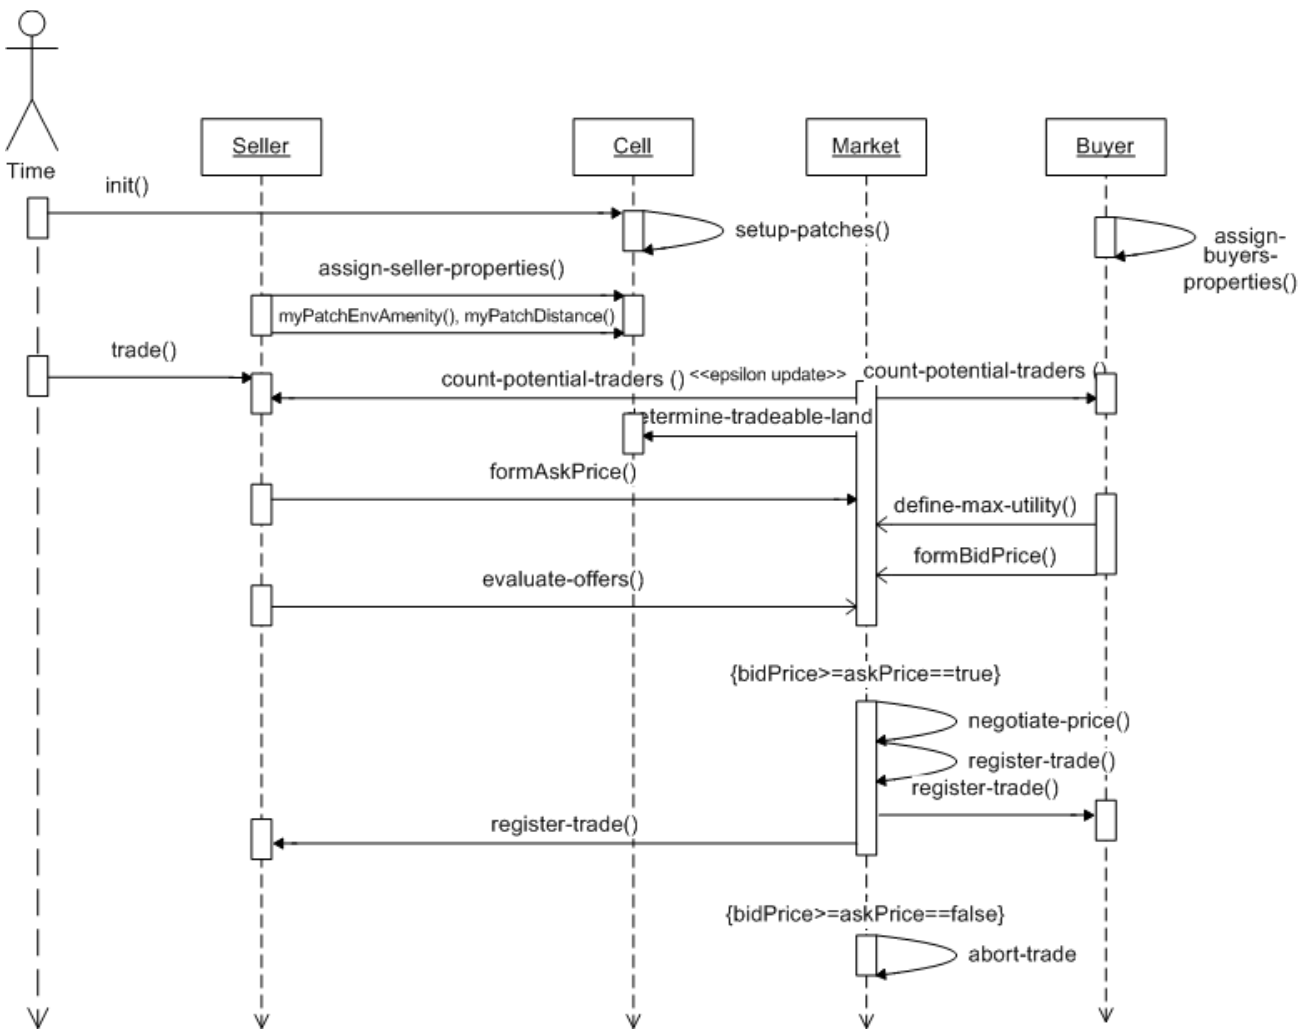 Time
Seller
Cell
Market
Buyer
init()
setup-patches()
assign-
buyers-
properties()
assign-seller-properties()
myPatchEnvAmenity(), myPatchDistance()
trade()
count-potential-traders ()
<<epsilon update>>
count-potential-traders ()
etermine-tradeable-land
formAskPrice()
define-max-utility()
formBidPrice()
evaluate-offers()
{bidPrice>=askPrice==true}
negotiate-price()
register-trade()
register-trade()
register-trade()
{bidPrice>=askPrice==false}
abort-trade